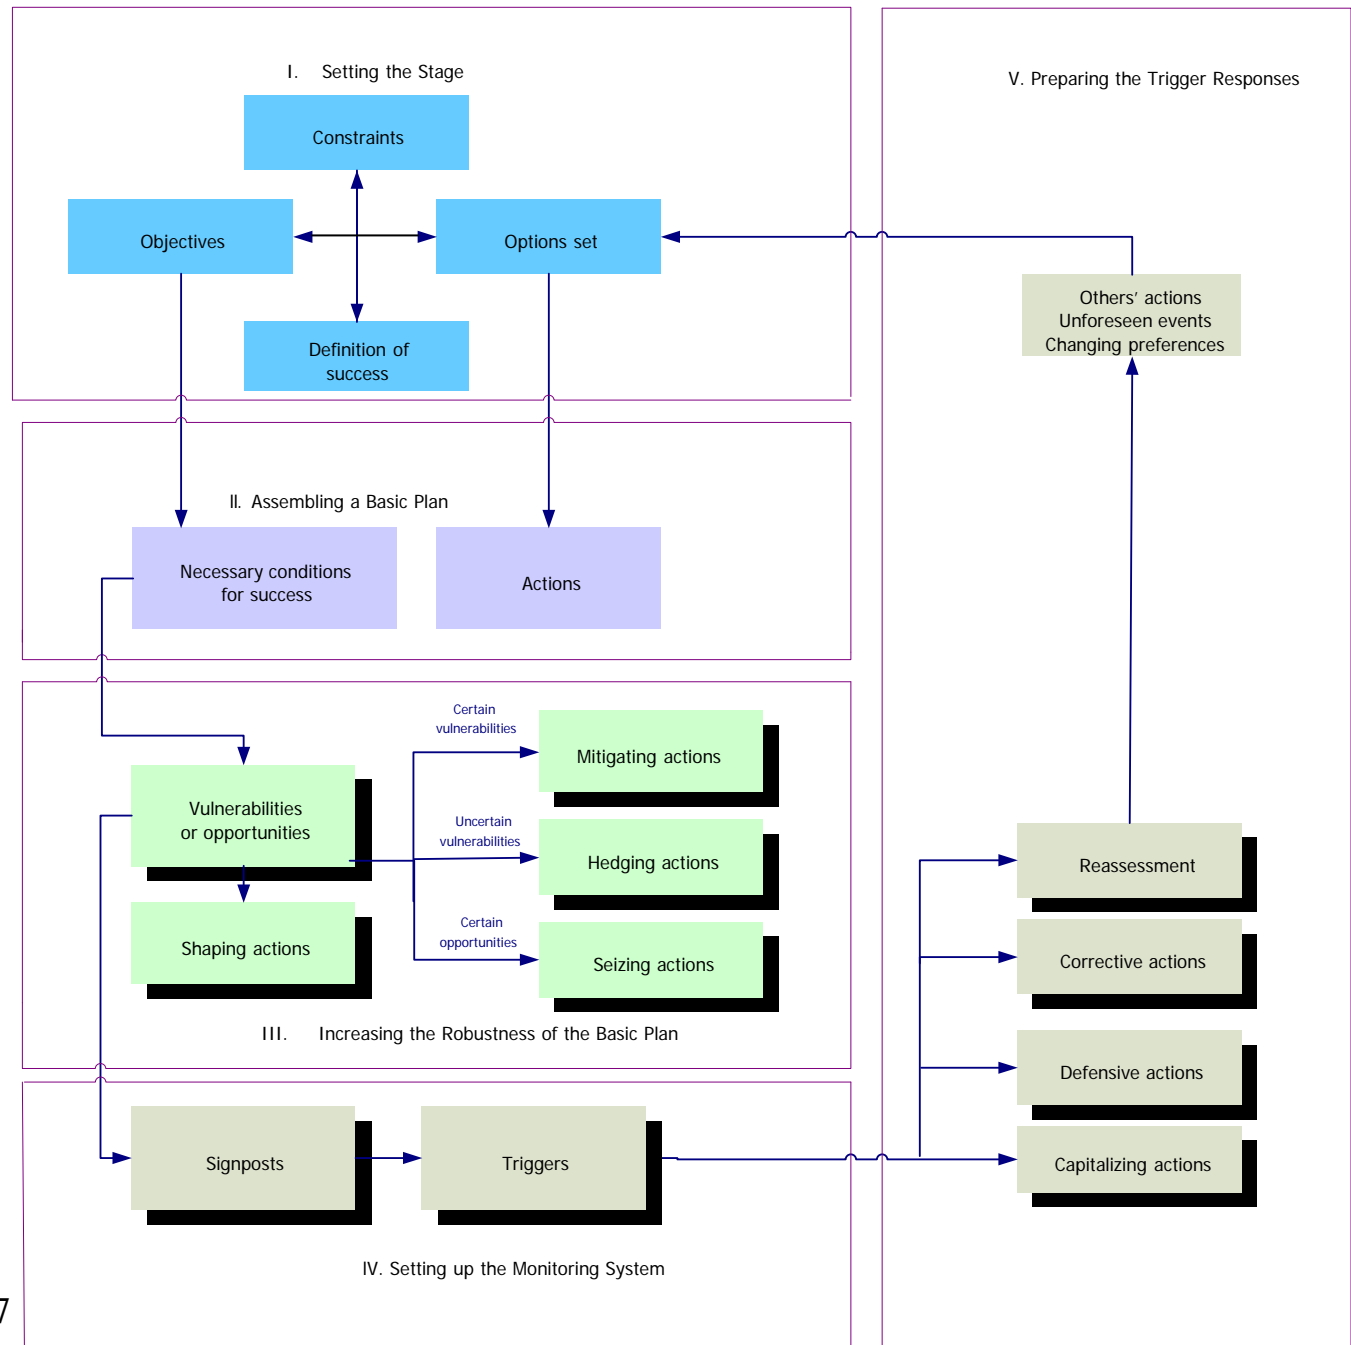 I. Setting the Stage
Constraints
Objectives
Options set
Definition of
success
II. Assembling a Basic Plan
Necessary conditions
for success
Actions
Certain
vulnerabilities
Mitigating actions
Vulnerabilities
or opportunities
Uncertain
vulnerabilities
Hedging actions
Shaping actions
Certain
opportunities
Seizing actions
III. Increasing the Robustness of the Basic Plan
Signposts
Triggers
IV. Setting up the Monitoring System
V. Preparing the Trigger Responses
Others' actions
Unforeseen events
Changing preferences
Reassessment
Corrective actions
Defensive actions
Capitalizing actions
7